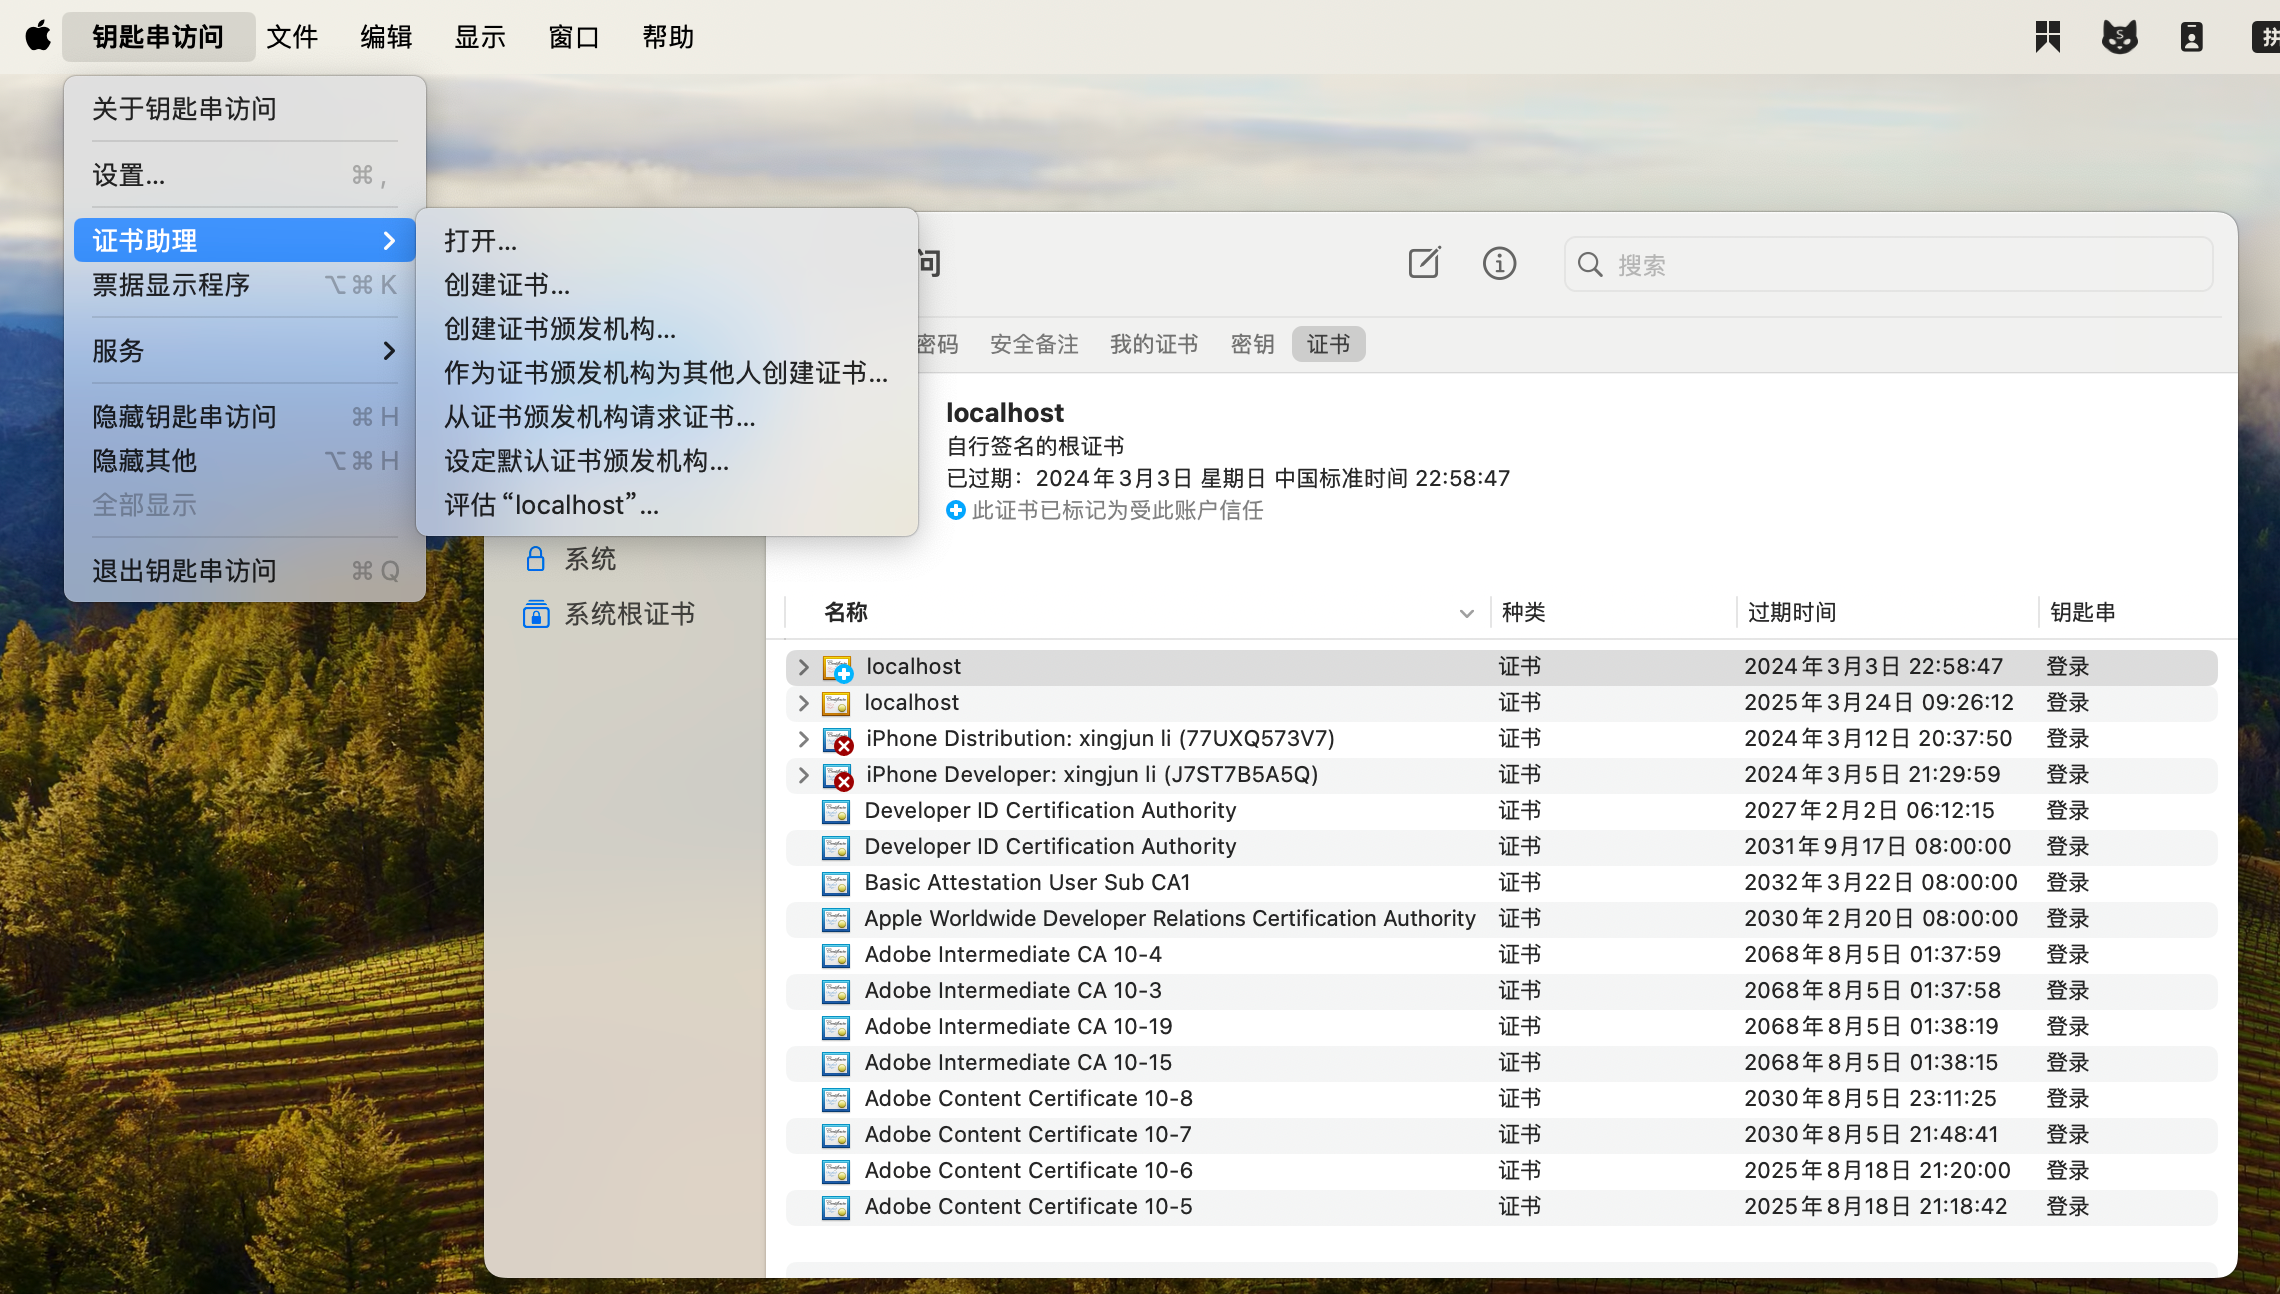 钥匙串访问 文件 编辑 显示 窗口 帮助 拼
关于钥匙串访问
设置... ⌘ ,
证书助理
票据显示程序 ⌥⌘K
服务
隐藏钥匙串访问 ⌘H
隐藏其他 ⌥⌘H
全部显示
退出钥匙串访问 ⌘Q
打开...
创建证书...
创建证书颁发机构...
作为证书颁发机构为其他人创建证书...
从证书颁发机构请求证书...
设定默认证书颁发机构...
评估“localhost”...
问
搜索
密码 安全备注 我的证书 密钥 证书
localhost
自行签名的根证书
已过期：2024年3月3日 星期日 中国标准时间 22:58:47
此证书已标记为受此账户信任
系统
系统根证书
名称 种类 过期时间 钥匙串
localhost 证书 2024年3月3日 22:58:47 登录
localhost 证书 2025年3月24日 09:26:12 登录
iPhone Distribution: xingjun li (77UXQ573V7) 证书 2024年3月12日 20:37:50 登录
iPhone Developer: xingjun li (J7ST7B5A5Q) 证书 2024年3月5日 21:29:59 登录
Developer ID Certification Authority 证书 2027年2月2日 06:12:15 登录
Developer ID Certification Authority 证书 2031年9月17日 08:00:00 登录
Basic Attestation User Sub CA1 证书 2032年3月22日 08:00:00 登录
Apple Worldwide Developer Relations Certification Authority 证书 2030年2月20日 08:00:00 登录
Adobe Intermediate CA 10-4 证书 2068年8月5日 01:37:59 登录
Adobe Intermediate CA 10-3 证书 2068年8月5日 01:37:58 登录
Adobe Intermediate CA 10-19 证书 2068年8月5日 01:38:19 登录
Adobe Intermediate CA 10-15 证书 2068年8月5日 01:38:15 登录
Adobe Content Certificate 10-8 证书 2030年8月5日 23:11:25 登录
Adobe Content Certificate 10-7 证书 2030年8月5日 21:48:41 登录
Adobe Content Certificate 10-6 证书 2025年8月18日 21:20:00 登录
Adobe Content Certificate 10-5 证书 2025年8月18日 21:18:42 登录